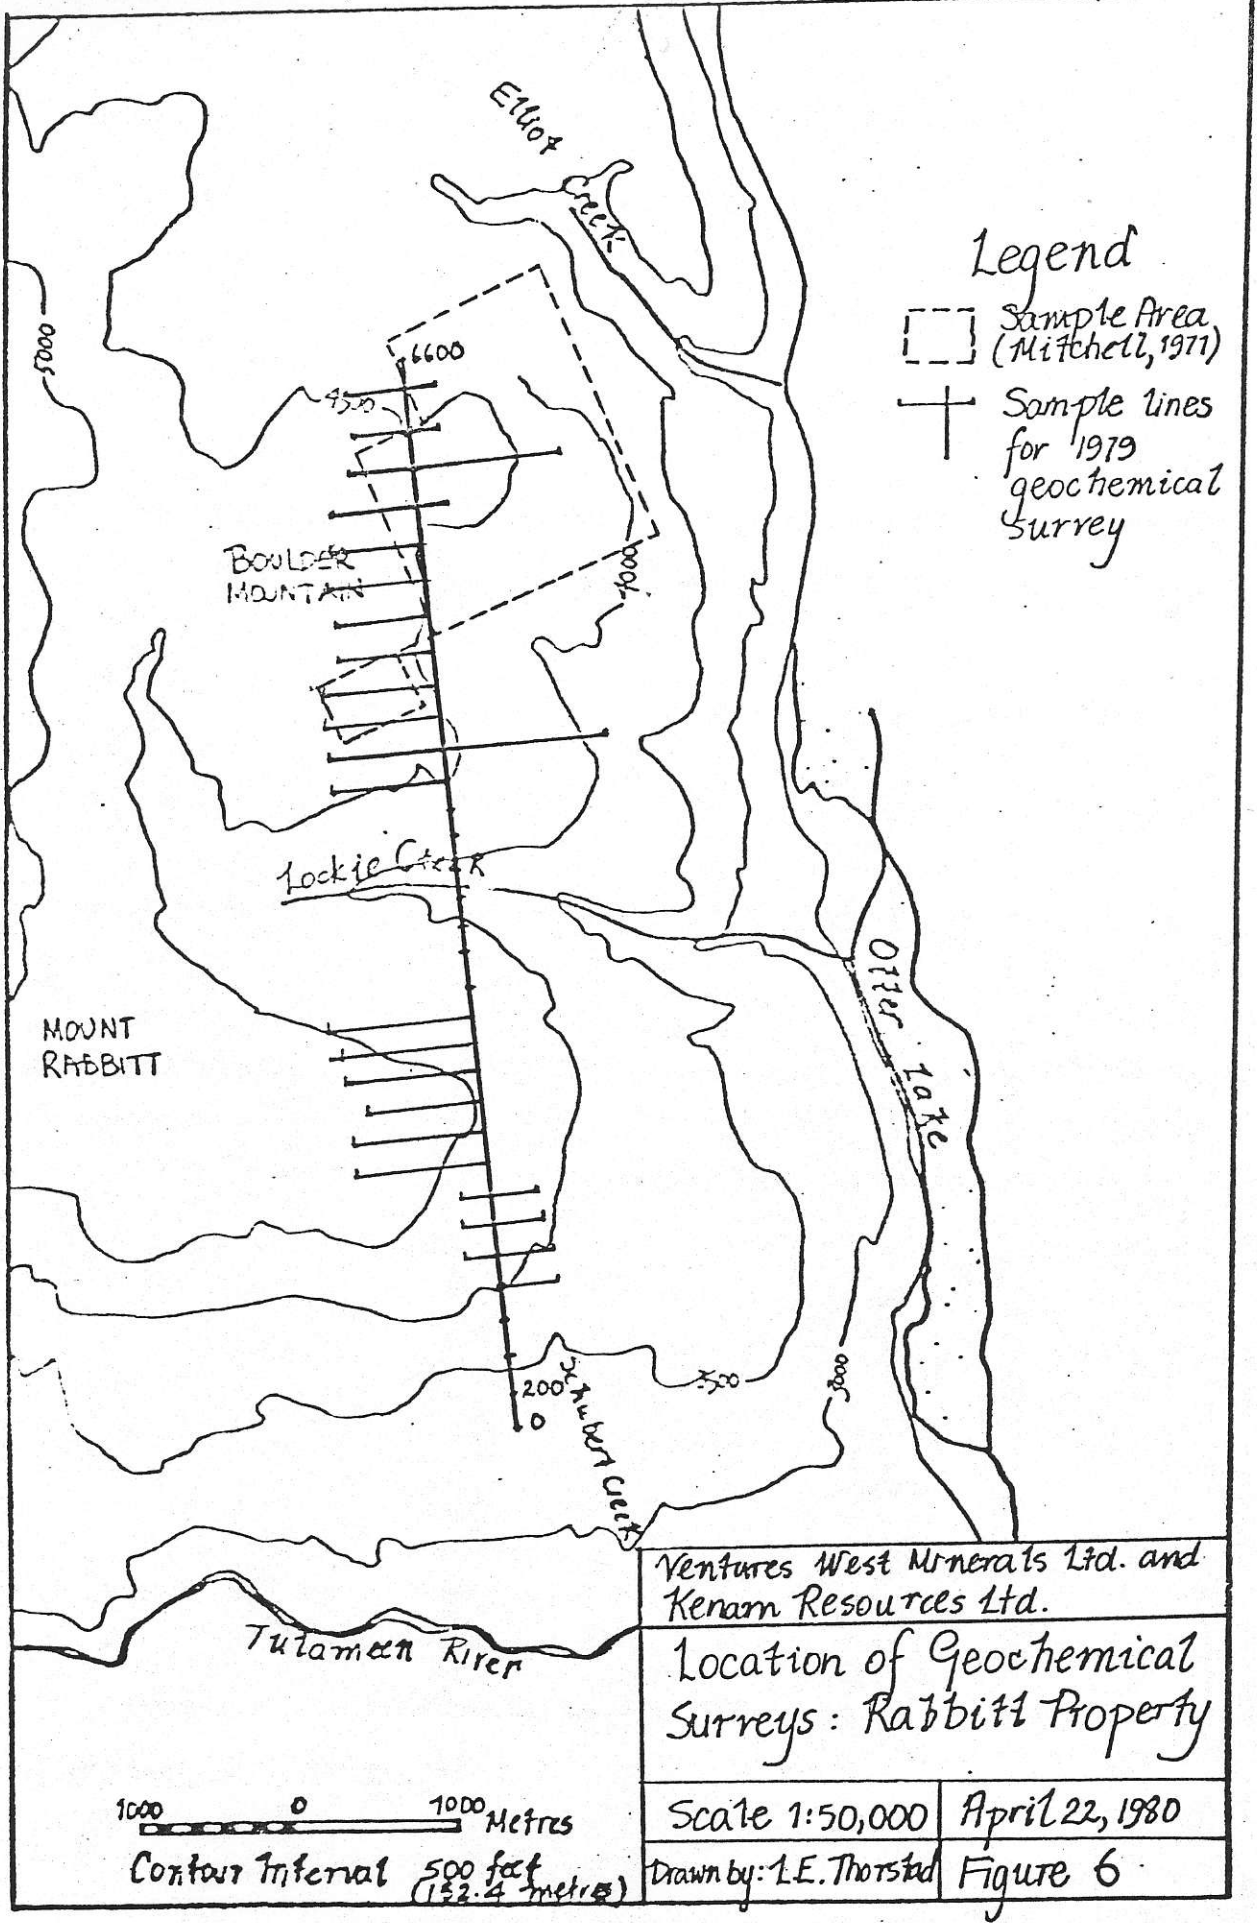 Elliot
Creek
Legend
Sample Area
(Mitchell, 1971)
Sample lines
for 1979
geochemical
surrey
5000
6600
4500
BOULDER
MOUNTAIN
4000
Lockie Creek
Otter Lake
MOUNT
RABBITT
3500
3000
200
0
Schubert Creek
Tulameen River
Ventures West Minerals Ltd. and
Kenam Resources Ltd.
Location of Geochemical
Surreys: Rabbitt Property
1000 0 1000 Metres
Contour Interval 500 feet
(152.4 metres)
Scale 1:50,000
April 22, 1980
Drawn by: L.E. Thorstad
Figure 6